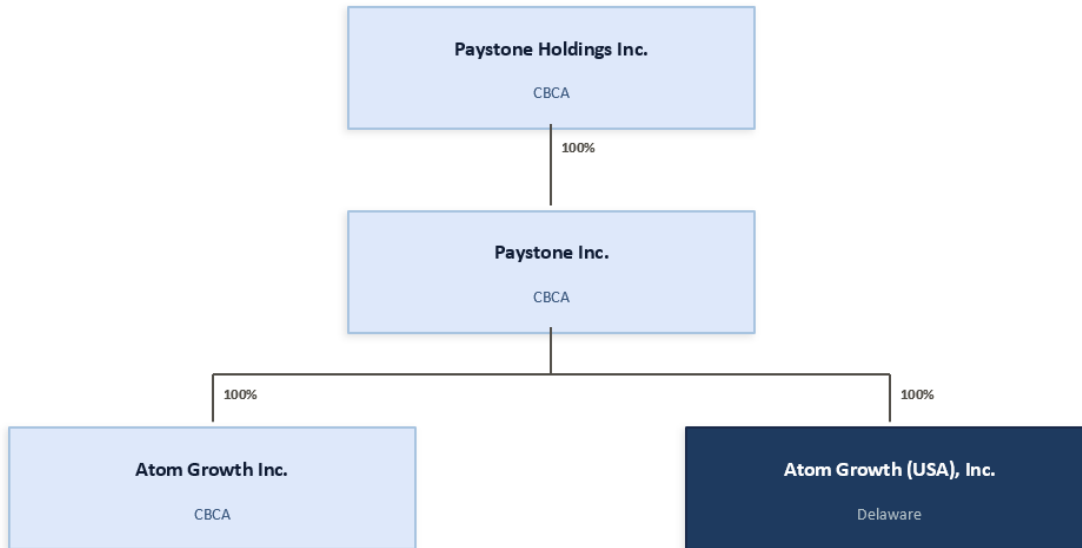 Paystone Holdings Inc.
CBCA
100%
Paystone Inc.
CBCA
100%
100%
Atom Growth Inc.
CBCA
Atom Growth (USA), Inc.
Delaware